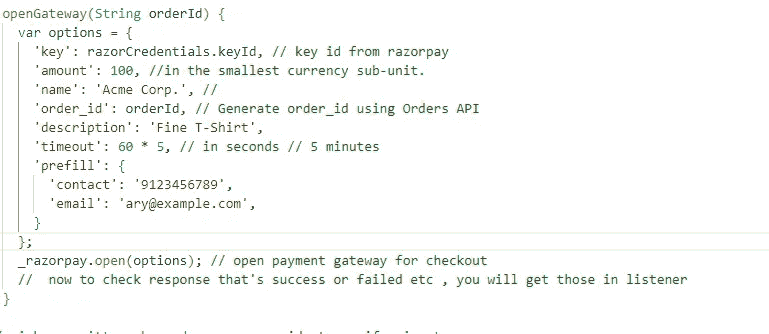 openGateway(String orderId) {
var options = {
'key': razorCredentials.keyId, // key id from razorpay
'amount': 100, //in the smallest currency sub-unit.
'name': 'Acme Corp.', //
'order_id': orderId, // Generate order_id using Orders API
'description': 'Fine T-Shirt',
'timeout': 60 * 5, // in seconds // 5 minutes
'prefill': {
'contact': '9123456789',
'email': 'ary@example.com',
}
};
_razorpay.open(options); // open payment gateway for checkout
// now to check response that's success or failed etc , you will get those in listener
}